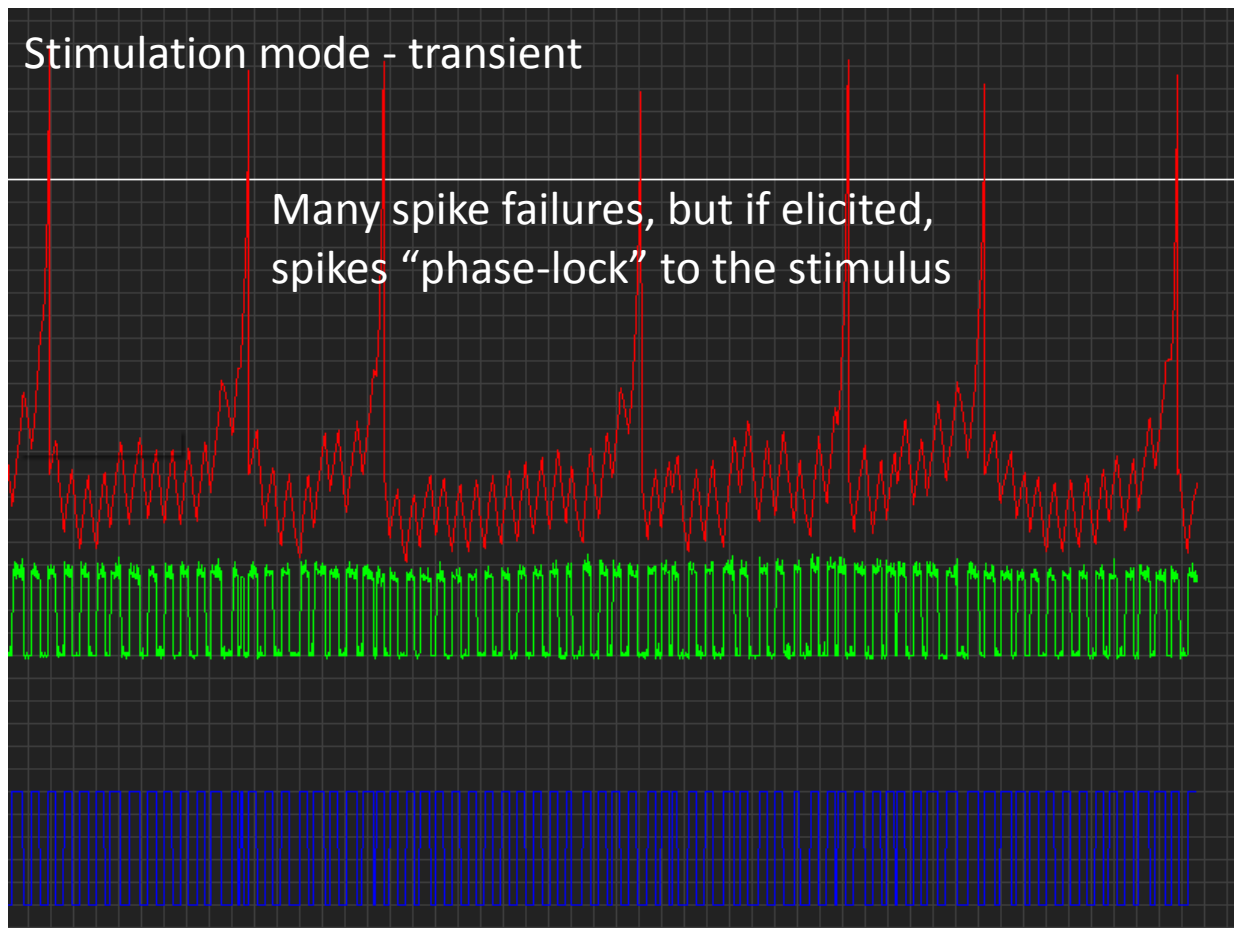 Stimulation mode - transient
Many spike failures, but if elicited,
spikes “phase-lock” to the stimulus